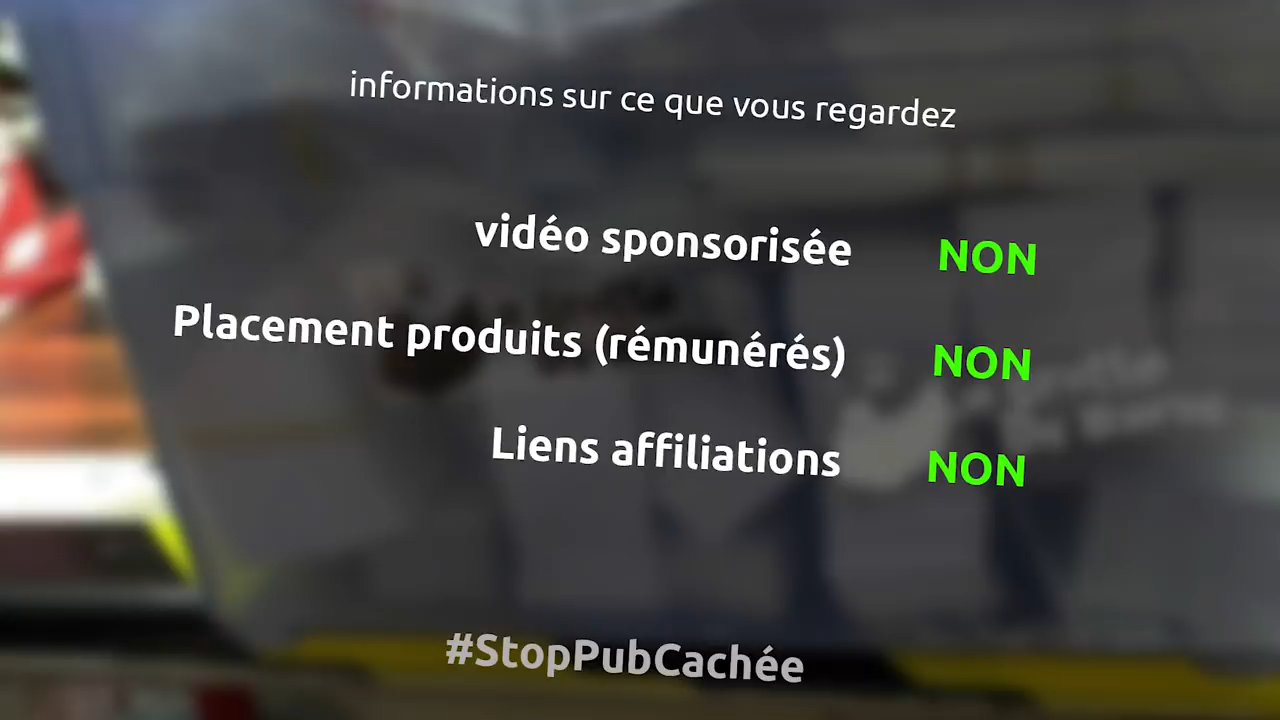 informations sur ce que vous regardez
vidéo sponsorisée NON
Placement produits (rémunérés) NON
Liens affiliations NON
#StopPubCachée